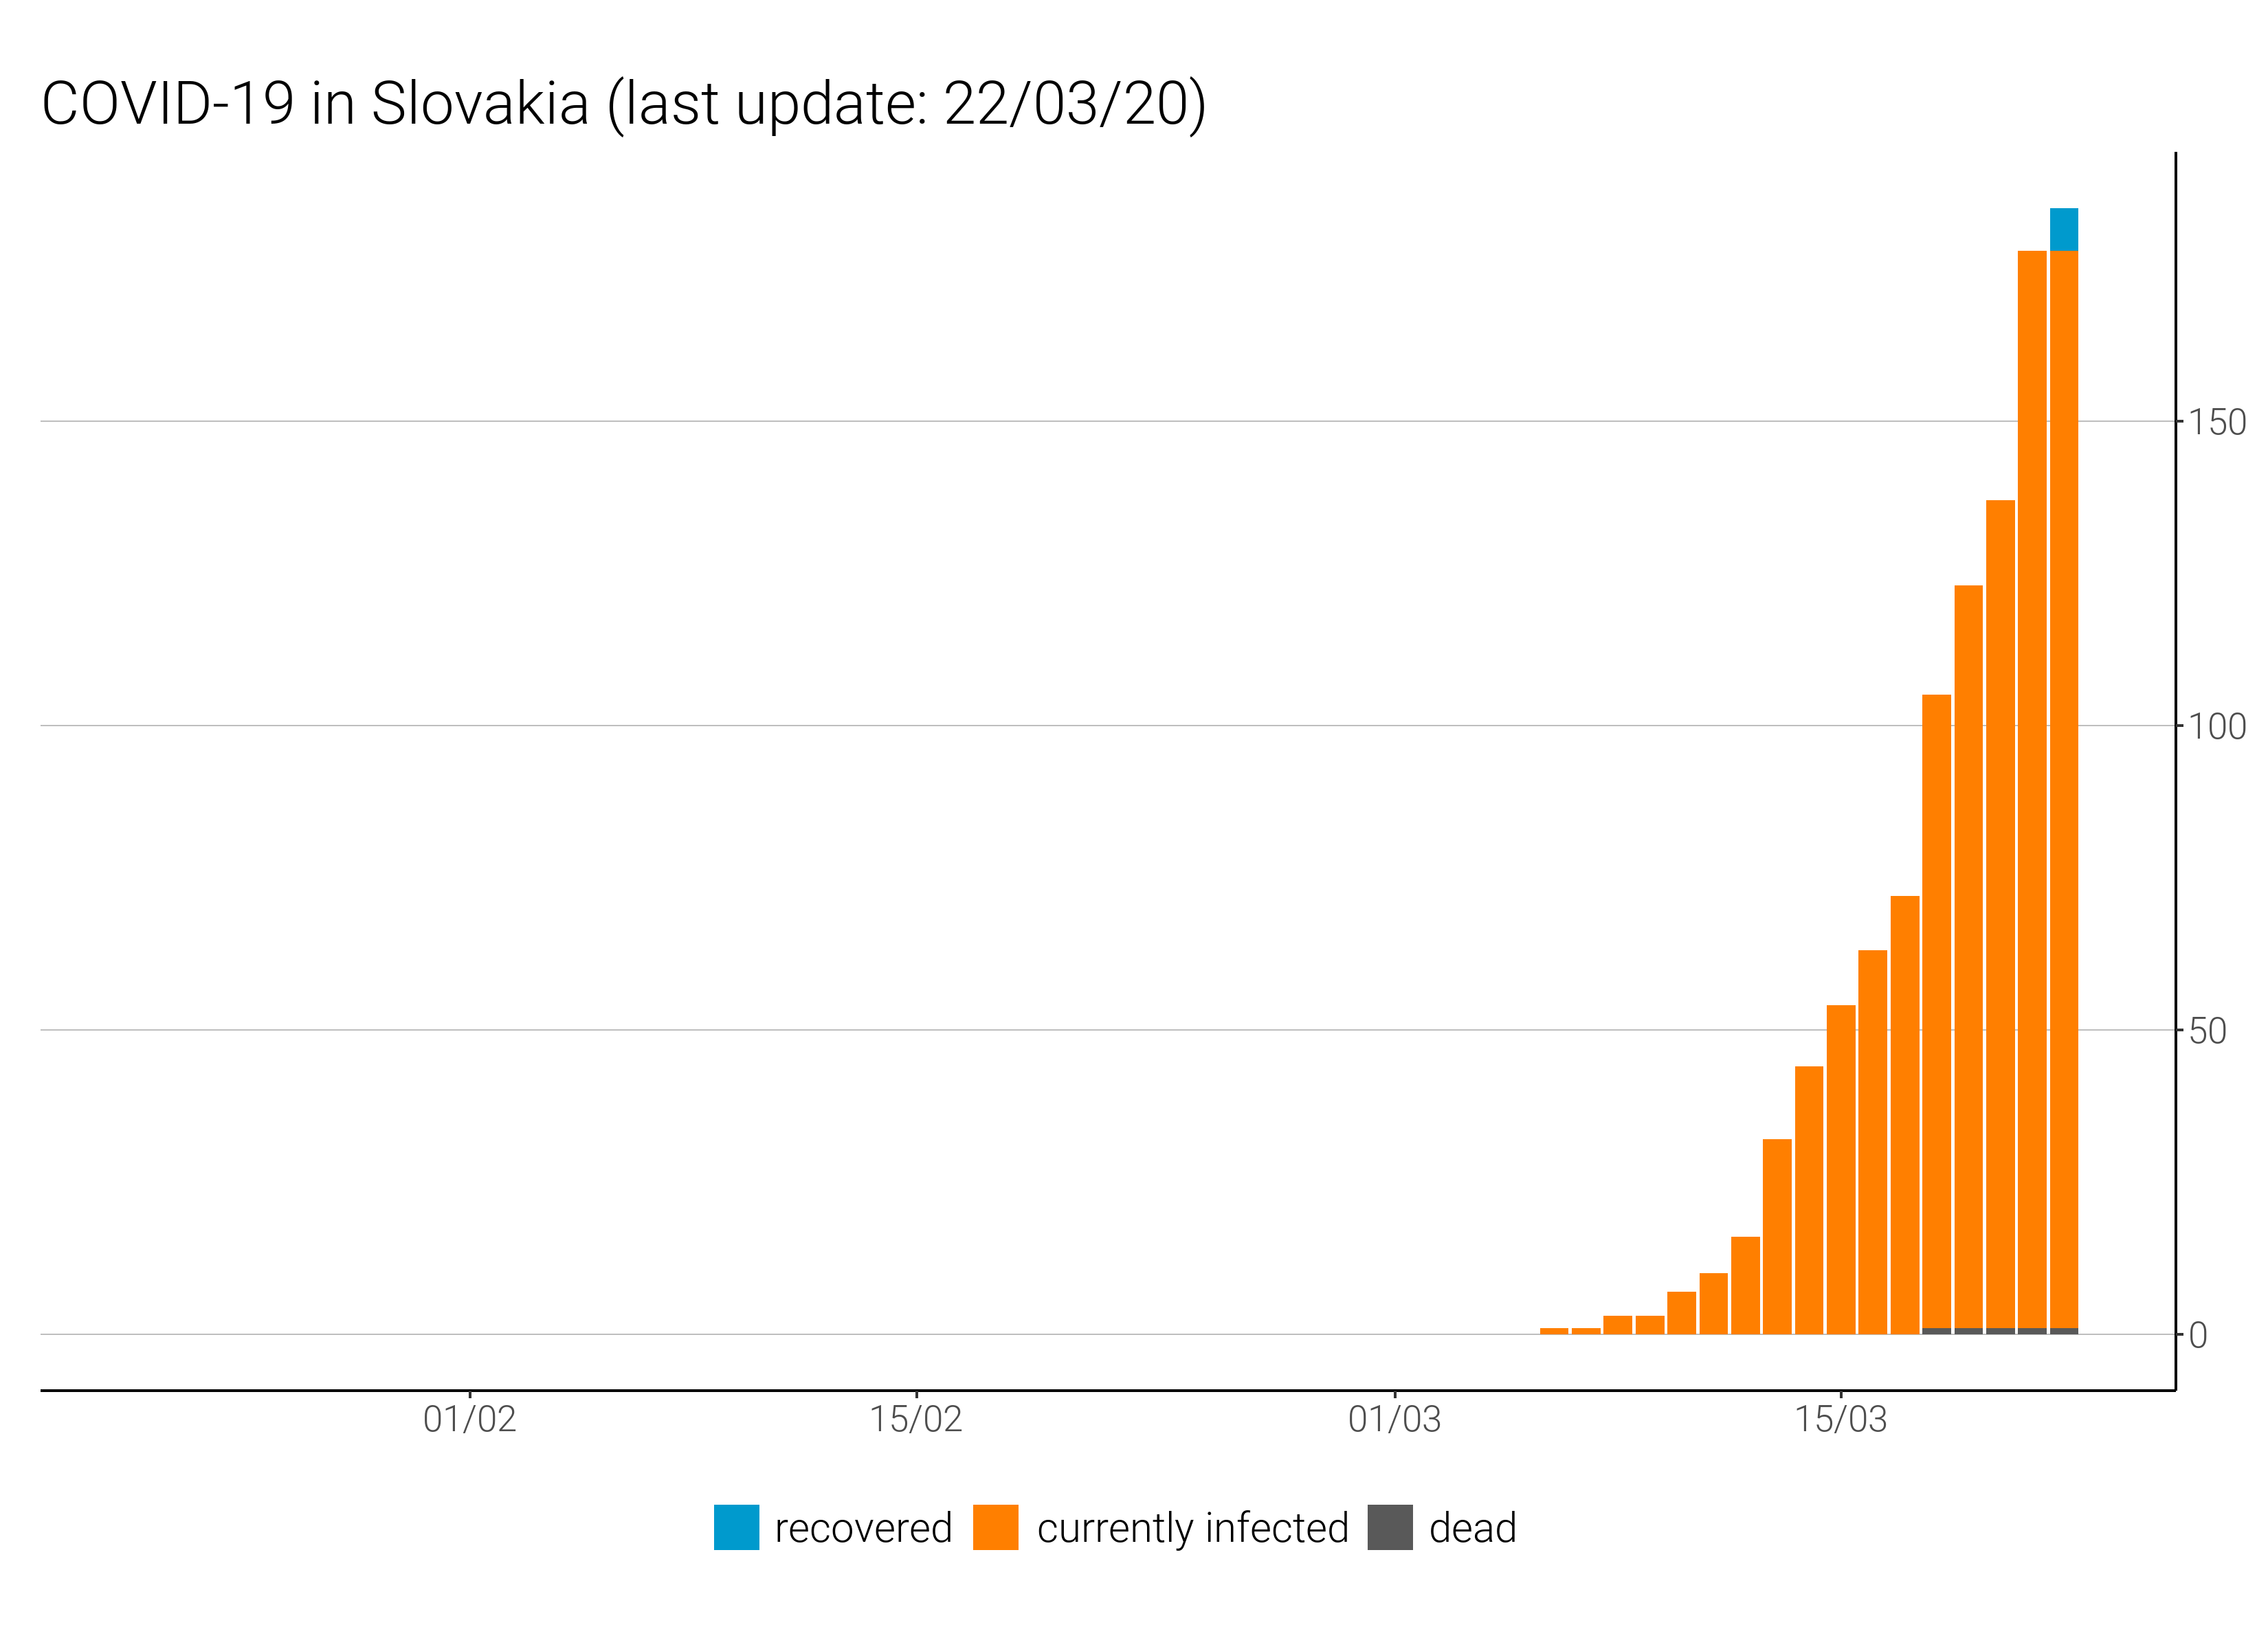 COVID-19 in Slovakia (last update: 22/03/20)
150
100
50
0
01/02 15/02 01/03 15/03
recovered currently infected dead